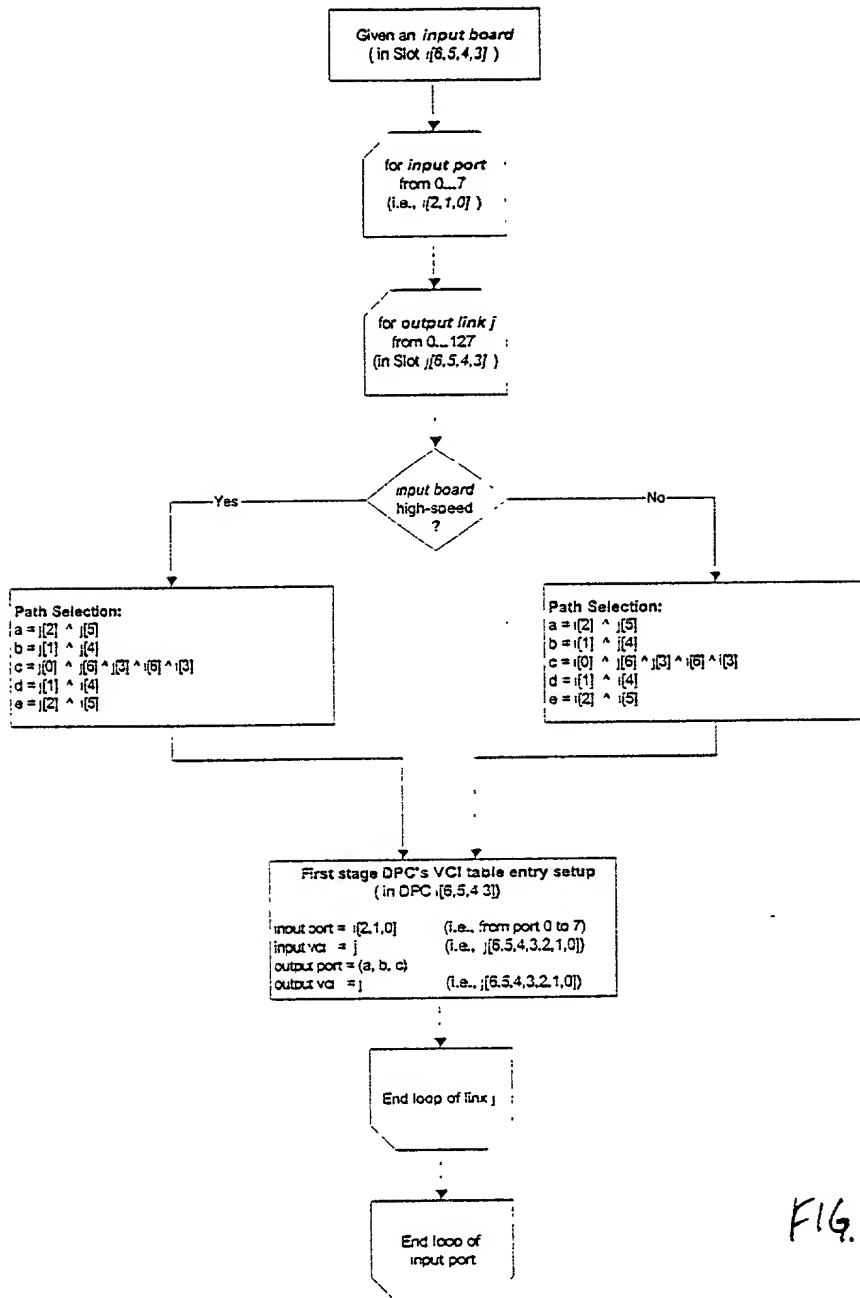 Given an input board
( in Slot i[6,5,4,3] )
for input port
from 0...7
(i.e., i[2,1,0] )
for output link j
from 0...127
(in Slot j[6,5,4,3] )
input board
high-speed
?
Yes
No
Path Selection:
a = j[2] ^ j[5]
b = j[1] ^ j[4]
c = j[0] ^ j[6] ^ j[3] ^ i[6] ^ i[3]
d = j[1] ^ i[4]
e = j[2] ^ i[5]
Path Selection:
a = i[2] ^ j[5]
b = i[1] ^ j[4]
c = i[0] ^ j[6] ^ j[3] ^ i[6] ^ i[3]
d = i[1] ^ i[4]
e = i[2] ^ i[5]
First stage DPC's VCI table entry setup
( in DPC i[6,5,4 3])
input port = i[2,1,0] (i.e., from port 0 to 7)
input vci = j (i.e., j[6,5,4,3,2,1,0])
output port = (a, b, c)
output vci = j (i.e., j[6,5,4,3,2,1,0])
End loop of link j
End loop of
input port
FIG.